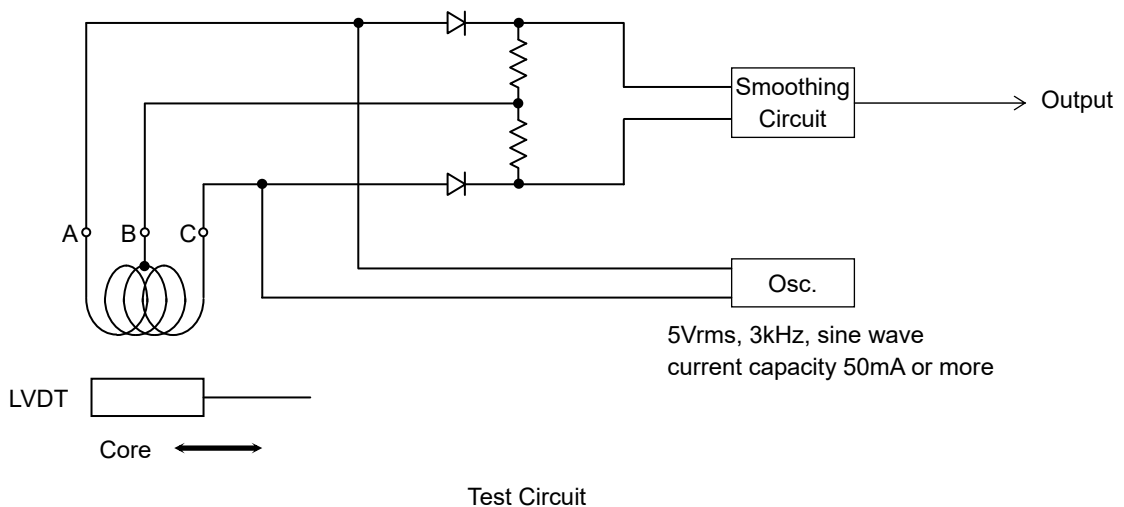 Smoothing
Circuit
Output
A
B
C
Osc.
5Vrms, 3kHz, sine wave
current capacity 50mA or more
LVDT
Core
Test Circuit